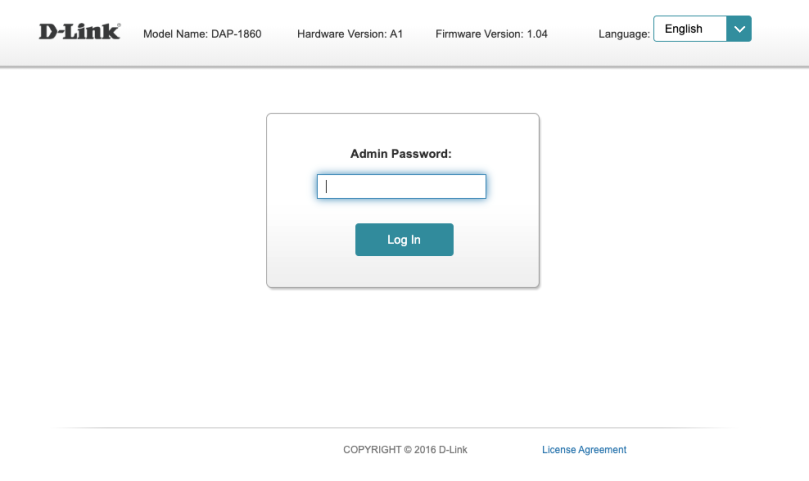 D-Link Model Name: DAP-1860 Hardware Version: A1 Firmware Version: 1.04 Language: English
Admin Password:
Log In
COPYRIGHT © 2016 D-Link License Agreement